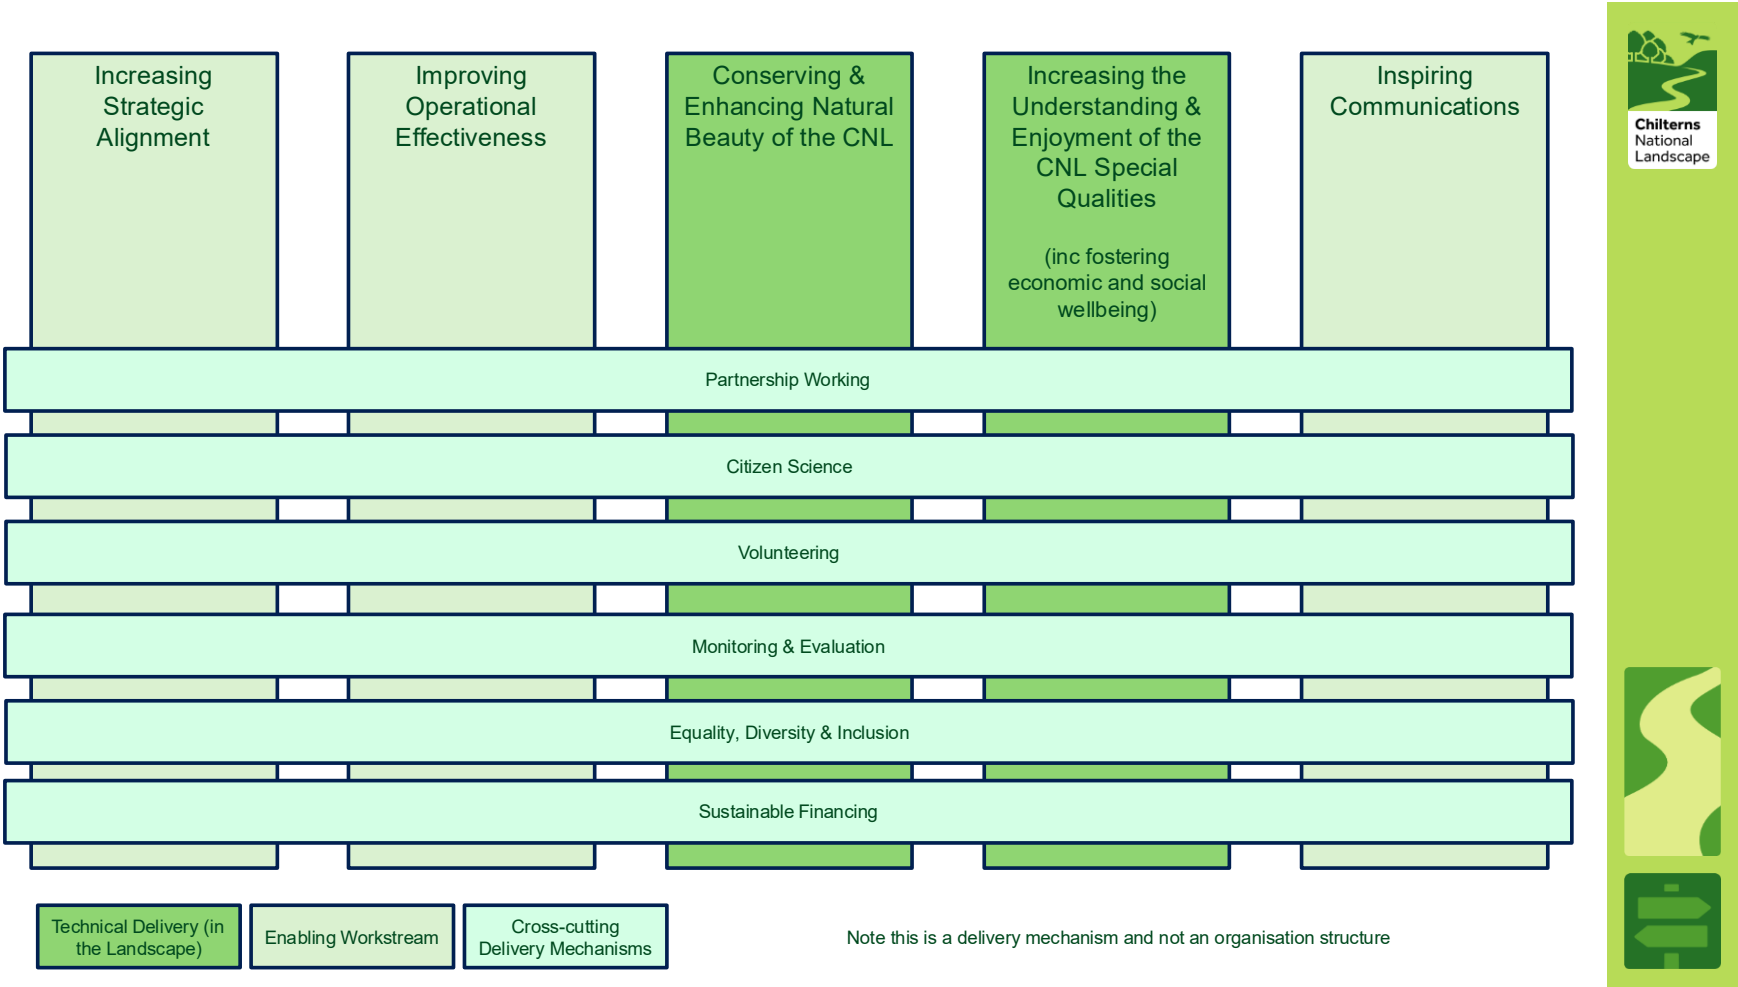 Increasing
Strategic
Alignment
Improving
Operational
Effectiveness
Conserving &
Enhancing Natural
Beauty of the CNL
Increasing the
Understanding &
Enjoyment of the
CNL Special
Qualities
(inc fostering
economic and social
wellbeing)
Inspiring
Communications
Chilterns
National
Landscape
Partnership Working
Citizen Science
Volunteering
Monitoring & Evaluation
Equality, Diversity & Inclusion
Sustainable Financing
Technical Delivery (in
the Landscape)
Enabling Workstream
Cross-cutting
Delivery Mechanisms
Note this is a delivery mechanism and not an organisation structure